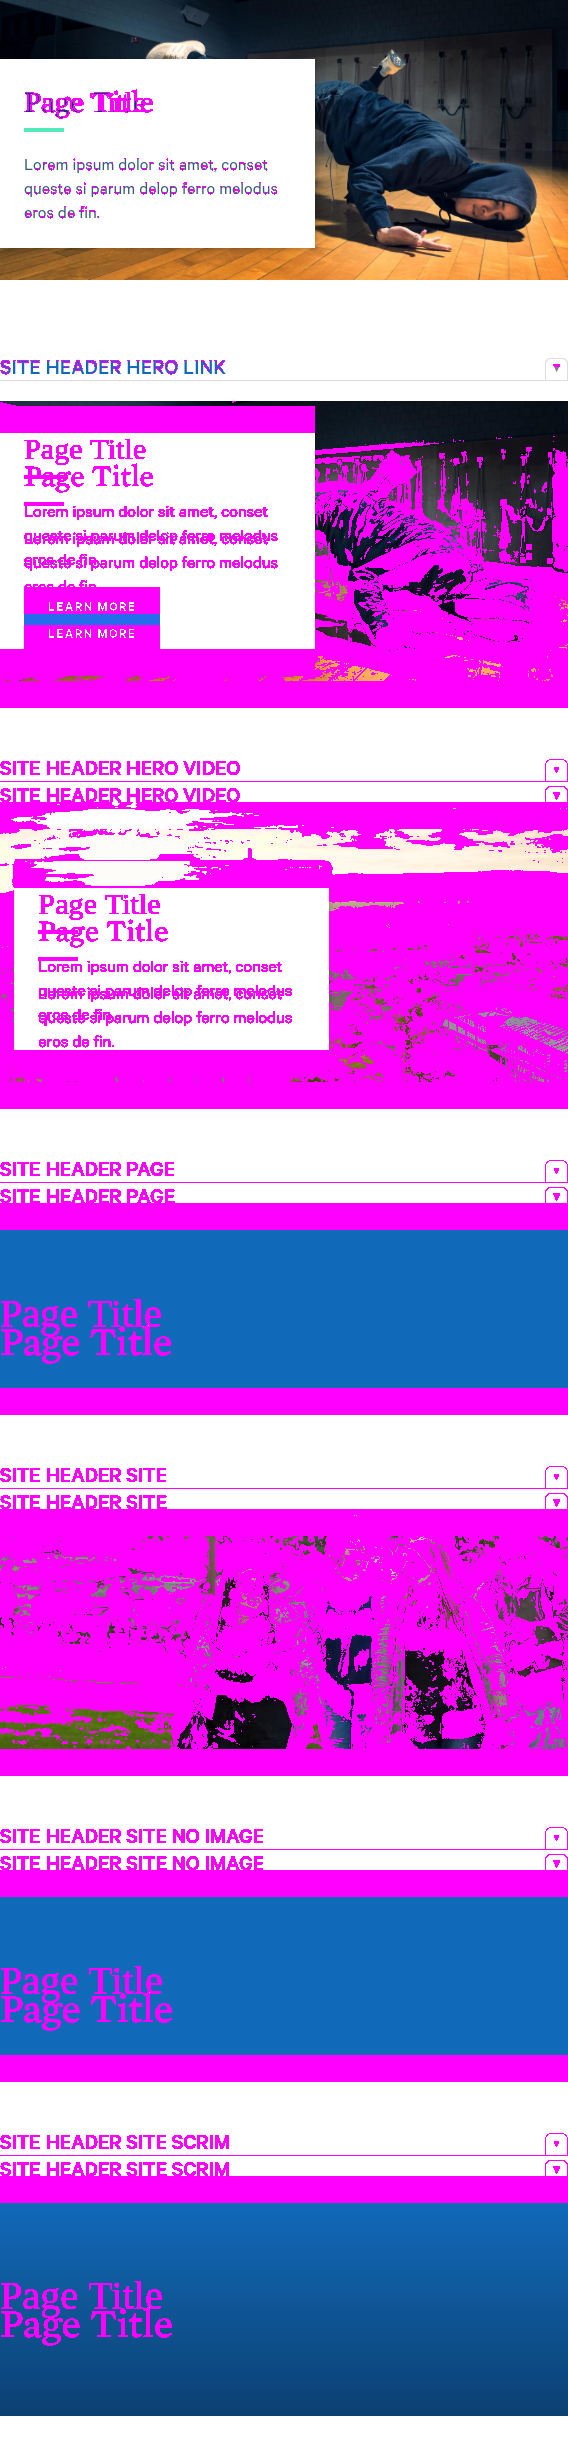 Page Title
Lorem ipsum dolor sit amet, conset
queste si parum delop ferro melodus
eros de fin.
SITE HEADER HERO LINK
Page Title
Page Title
Lorem ipsum dolor sit amet, conset
queste si parum delop ferro melodus
Lorem ipsum dolor sit amet, conset
eros de fin.
queste si parum delop ferro melodus
eros de fin.
LEARN MORE
LEARN MORE
SITE HEADER HERO VIDEO
SITE HEADER HERO VIDEO
Page Title
Page Title
Lorem ipsum dolor sit amet, conset
queste si parum delop ferro melodus
Lorem ipsum dolor sit amet, conset
eros de fin.
queste si parum delop ferro melodus
eros de fin.
SITE HEADER PAGE
SITE HEADER PAGE
Page Title
Page Title
SITE HEADER SITE
SITE HEADER SITE
SITE HEADER SITE NO IMAGE
SITE HEADER SITE NO IMAGE
Page Title
Page Title
SITE HEADER SITE SCRIM
SITE HEADER SITE SCRIM
Page Title
Page Title